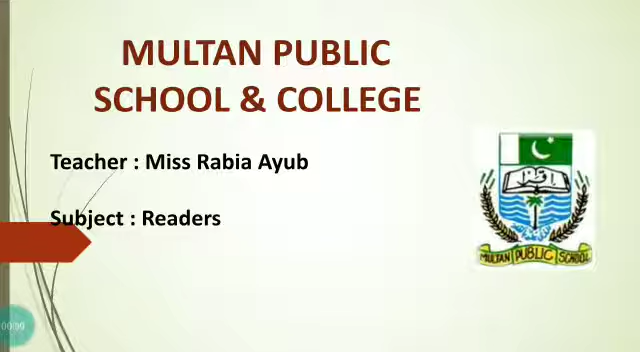 MULTAN PUBLIC
SCHOOL & COLLEGE
Teacher : Miss Rabia Ayub
Subject : Readers
MULTAN PUBLIC SCHOOL